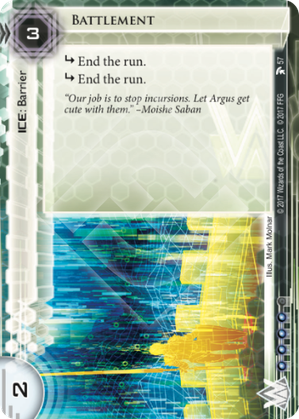 3
BATTLEMENT
↳ End the run.
↳ End the run.
“Our job is to stop incursions. Let Argus get
cute with them.” –Moishe Saban
ICE: Barrier
57
© 2017 Wizards of the Coast LLC. © 2017 FFG
Illus. Mark Molnar
2